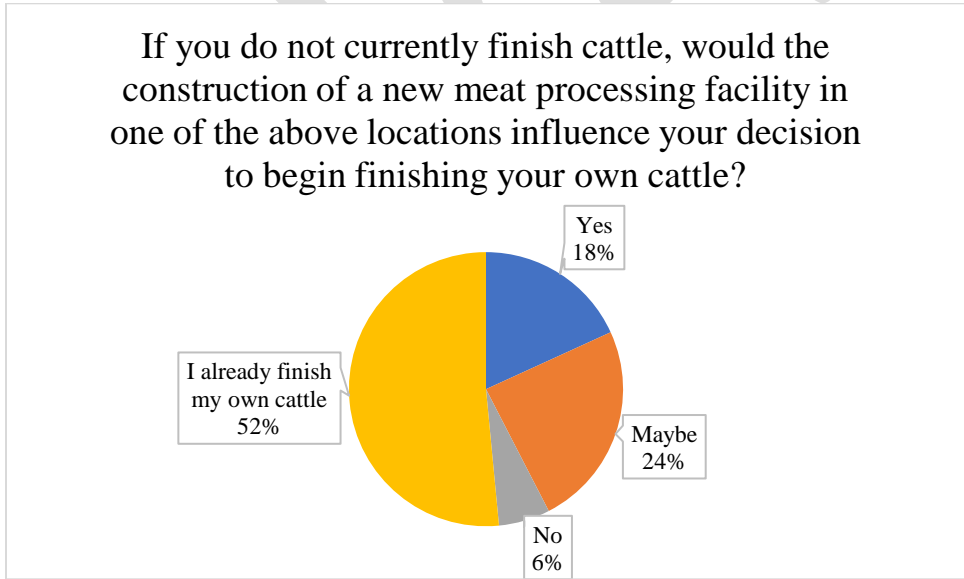 If you do not currently finish cattle, would the
construction of a new meat processing facility in
one of the above locations influence your decision
to begin finishing your own cattle?
Yes
18%
I already finish
my own cattle
52%
Maybe
24%
No
6%